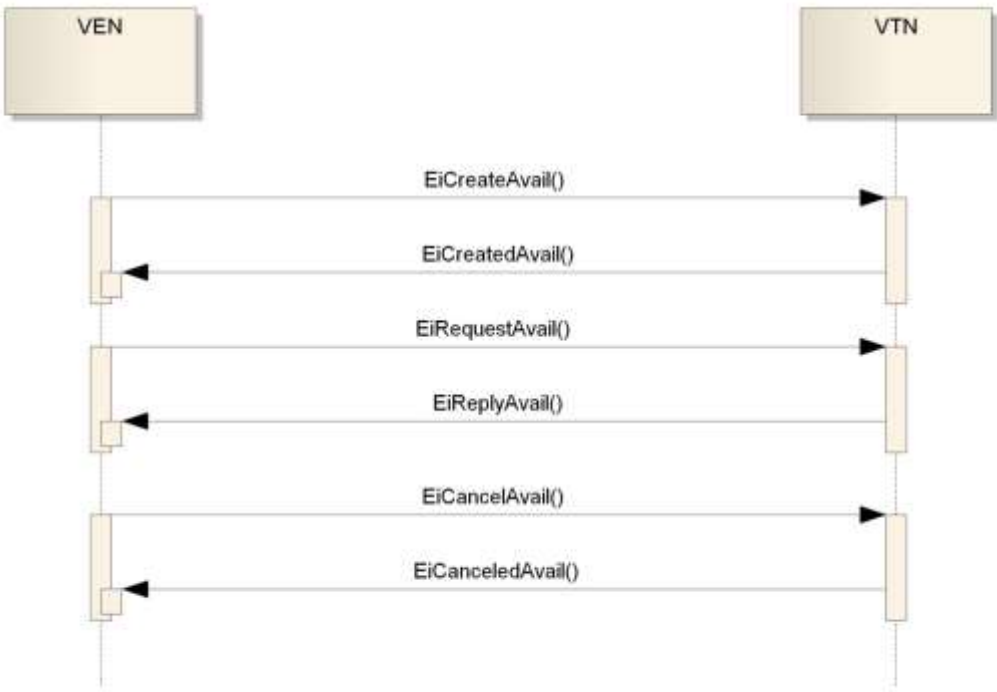 VEN
VTN
EiCreateAvail()
EiCreatedAvail()
EiRequestAvail()
EiReplyAvail()
EiCancelAvail()
EiCanceledAvail()